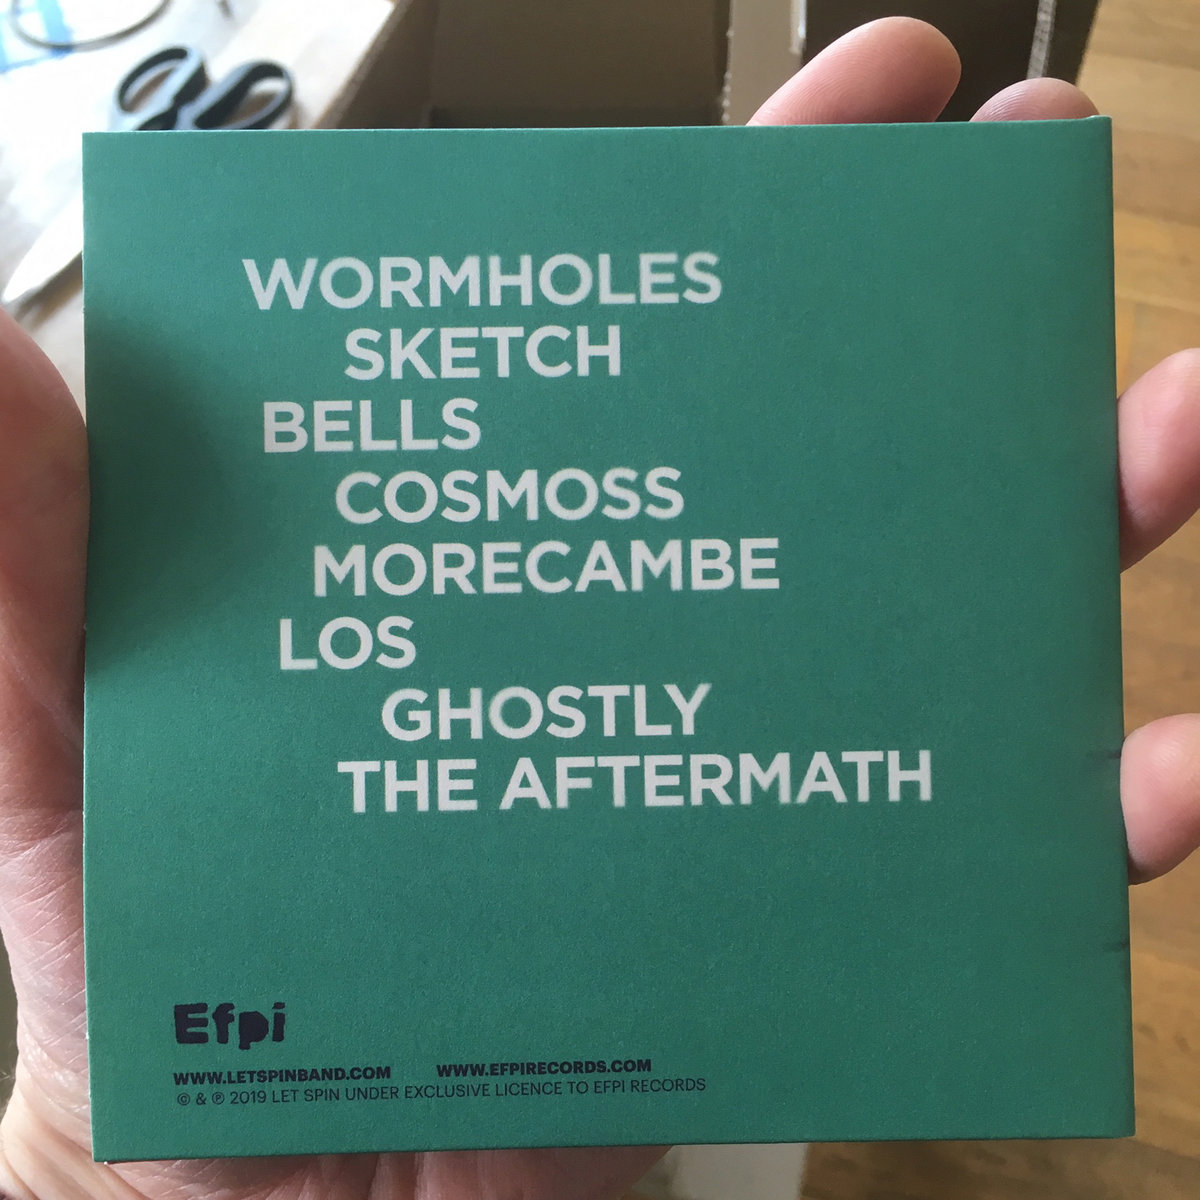 WORMHOLES
SKETCH
BELLS
COSMOSS
MORECAMBE
LOS
GHOSTLY
THE AFTERMATH
Efpi
WWW.LETSPINBAND.COM WWW.EFPIRECORDS.COM
© & ℗ 2019 LET SPIN UNDER EXCLUSIVE LICENCE TO EFPI RECORDS